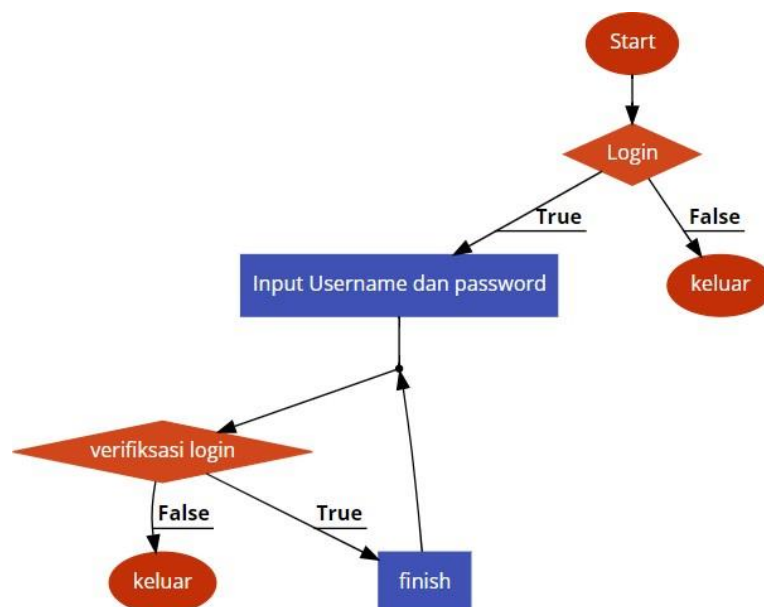 Start
Login
True
False
Input Username dan password
keluar
verifiksasi login
False
True
keluar
finish